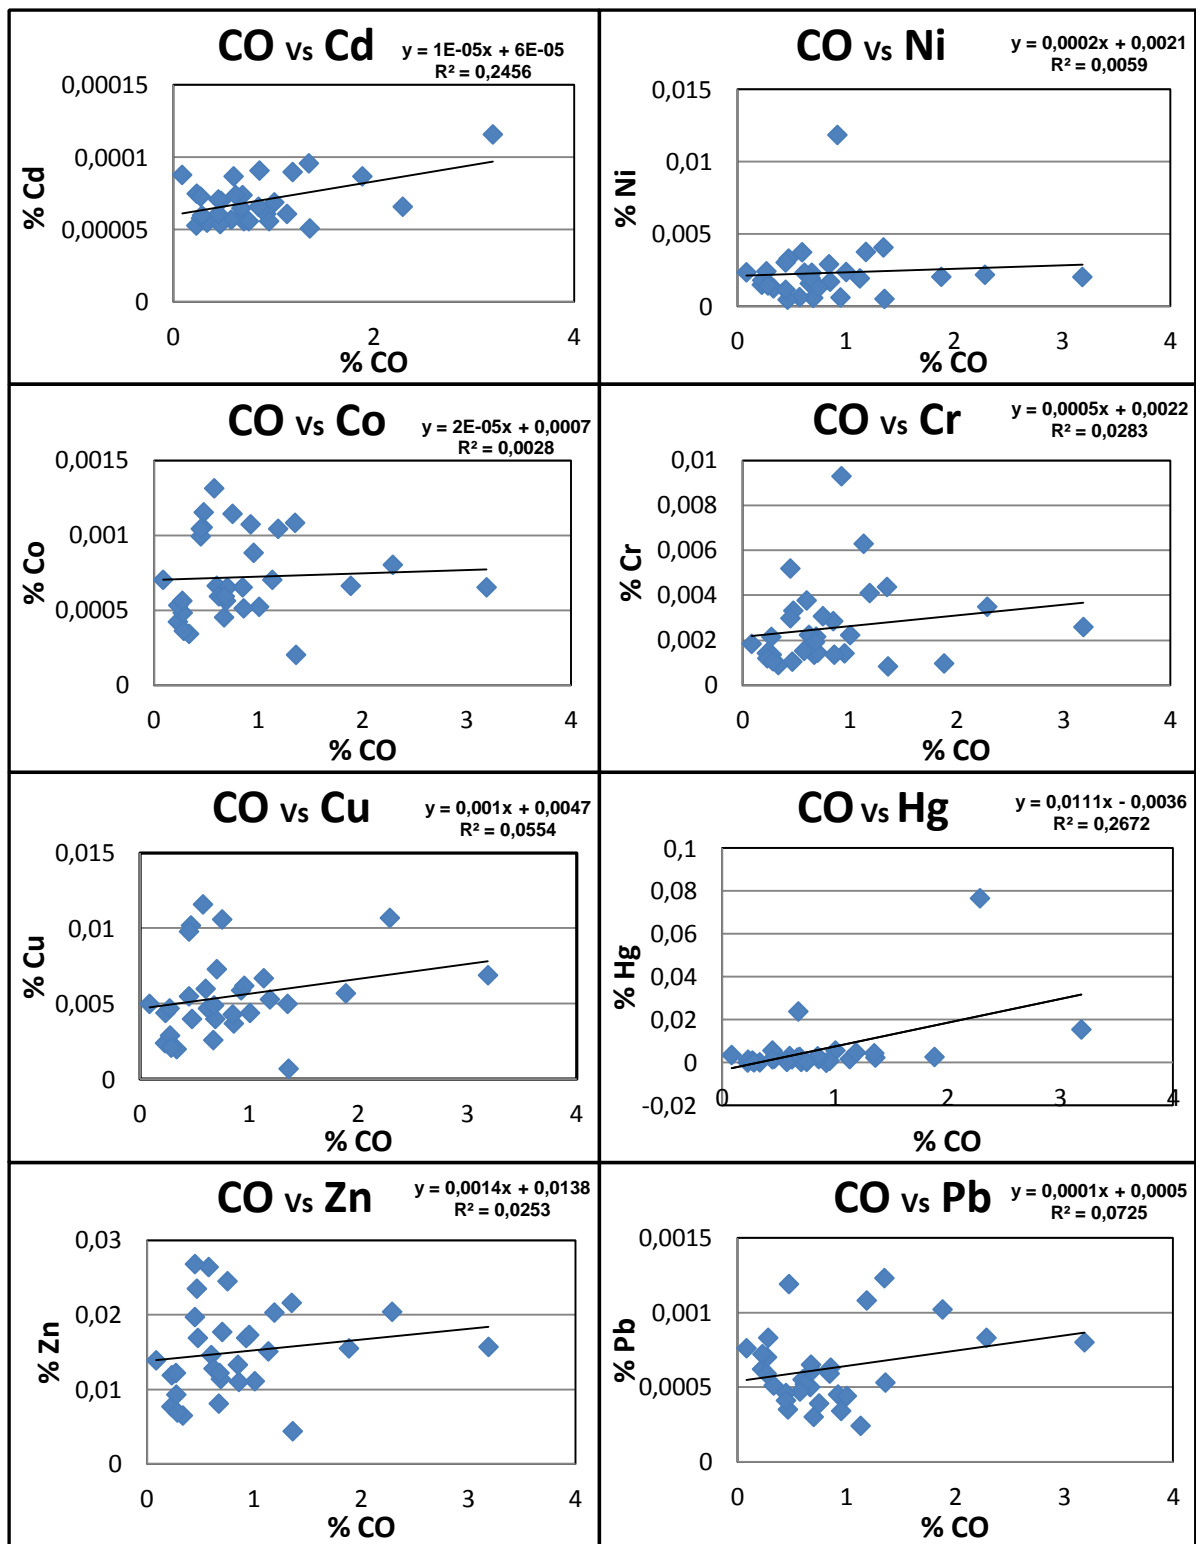 CO Vs Cd
y = 1E-05x + 6E-05
R² = 0,2456
0,00015
0,0001
0,00005
0
% Cd
0 2 4
% CO
CO vs Ni
y = 0,0002x + 0,0021
R² = 0,0059
0,015
0,01
0,005
0
% Ni
0 1 2 3 4
% CO
CO Vs Co
y = 2E-05x + 0,0007
R² = 0,0028
0,0015
0,001
0,0005
0
% Co
0 1 2 3 4
% CO
CO vs Cr
y = 0,0005x + 0,0022
R² = 0,0283
0,01
0,008
0,006
0,004
0,002
0
% Cr
0 1 2 3 4
% CO
CO Vs Cu
y = 0,001x + 0,0047
R² = 0,0554
0,015
0,01
0,005
0
% Cu
0 1 2 3 4
% CO
CO vs Hg
y = 0,0111x - 0,0036
R² = 0,2672
0,1
0,08
0,06
0,04
0,02
0
-0,02
% Hg
0 1 2 3 4
% CO
CO Vs Zn
y = 0,0014x + 0,0138
R² = 0,0253
0,03
0,02
0,01
0
% Zn
0 1 2 3 4
% CO
CO vs Pb
y = 0,0001x + 0,0005
R² = 0,0725
0,0015
0,001
0,0005
0
% Pb
0 1 2 3 4
% CO